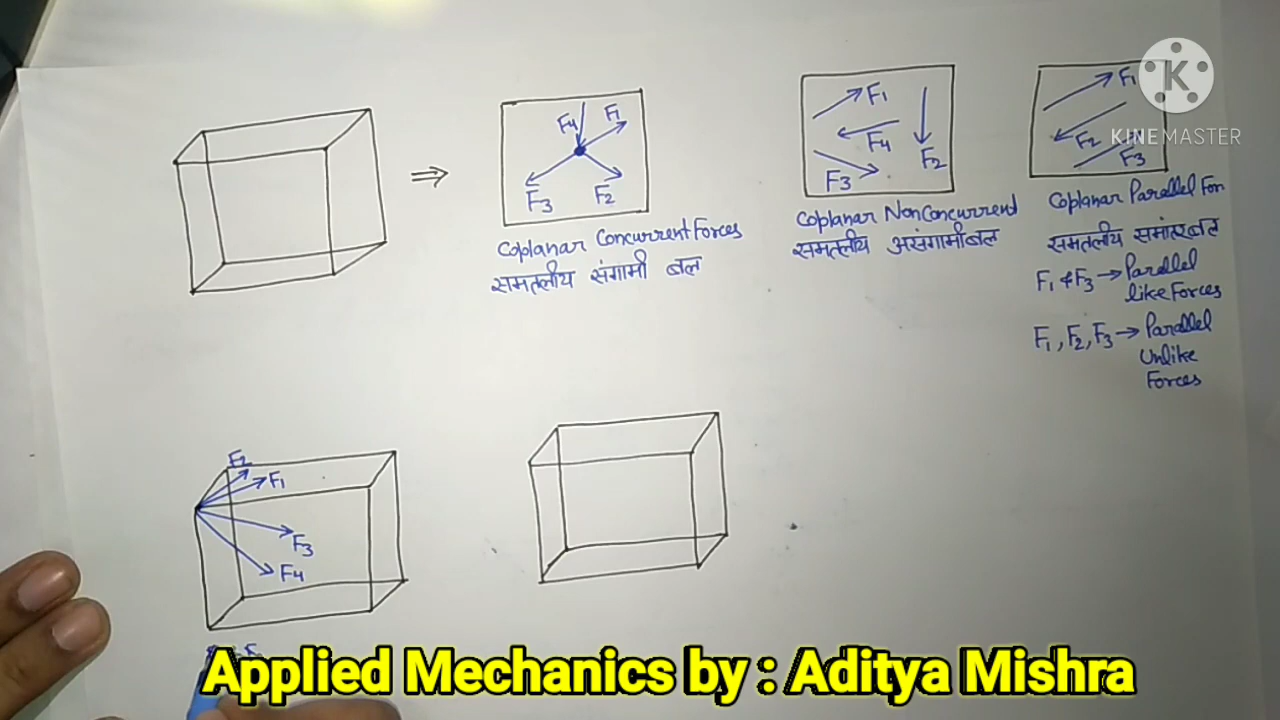 F1
F4
F3
F2
Coplanar Concurrent Forces
समतलीय संगामी बल
F1
F4
F2
F3
Coplanar NonConcurrent
समतलीय असंगामी बल
F1
F2
F3
Coplanar Parallel For
समतलीय समांतर बल
F1 & F3 → Parallel
like Forces
F1, F2, F3 → Parallel
Unlike
Forces
K
KINEMASTER
F2
F1
F3
F4
Applied Mechanics by : Aditya Mishra